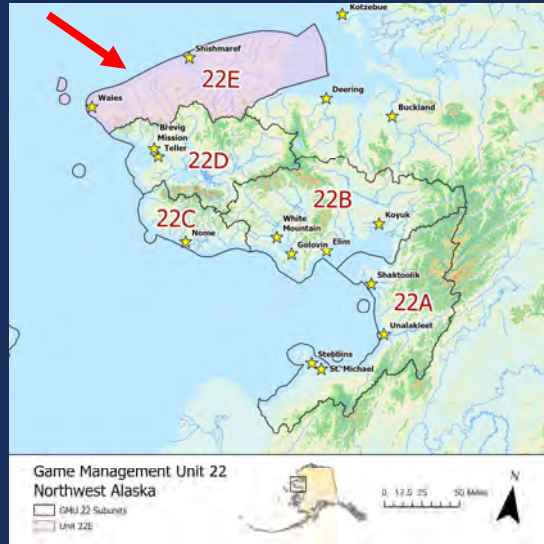 Kotzebue
Shishmaref
22E
Wales
Deering
Buckland
Brevig
Mission
Teller
22D
22B
22C
Nome
White
Mountain
Koyuk
Golovin
Elim
Shaktoolik
22A
Unalakleet
Stebbins
St. Michael
Game Management Unit 22
Northwest Alaska
GMU 22 Subunits
Unit 22E
0 12.5 25 50 Miles
N